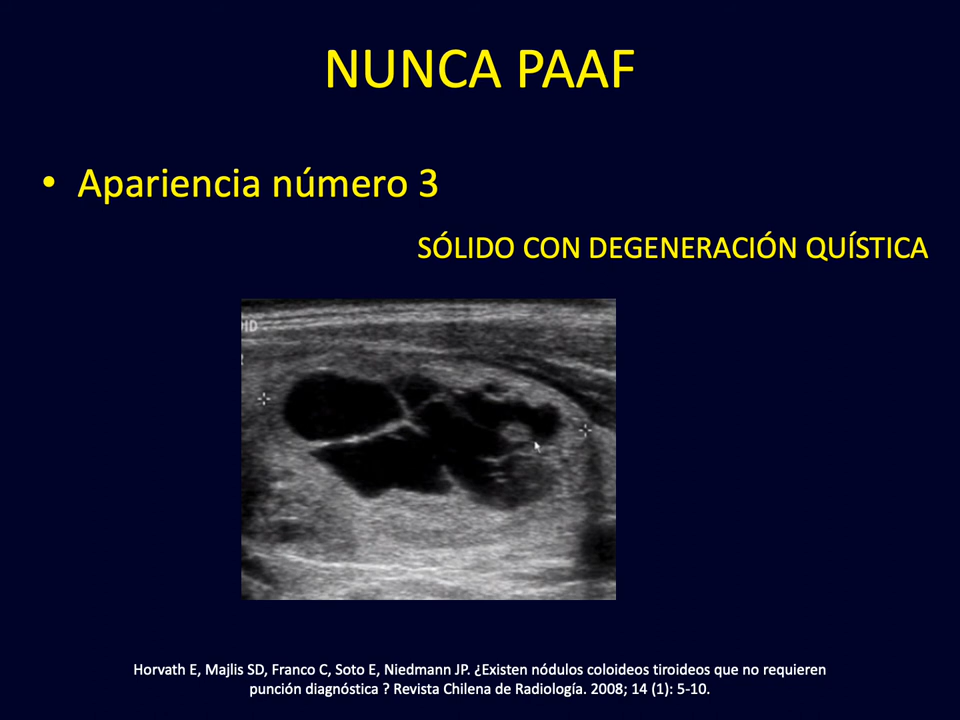 NUNCA PAAF
• Apariencia número 3
SÓLIDO CON DEGENERACIÓN QUÍSTICA
Horvath E, Majlis SD, Franco C, Soto E, Niedmann JP. ¿Existen nódulos coloideos tiroideos que no requieren
punción diagnóstica ? Revista Chilena de Radiología. 2008; 14 (1): 5-10.